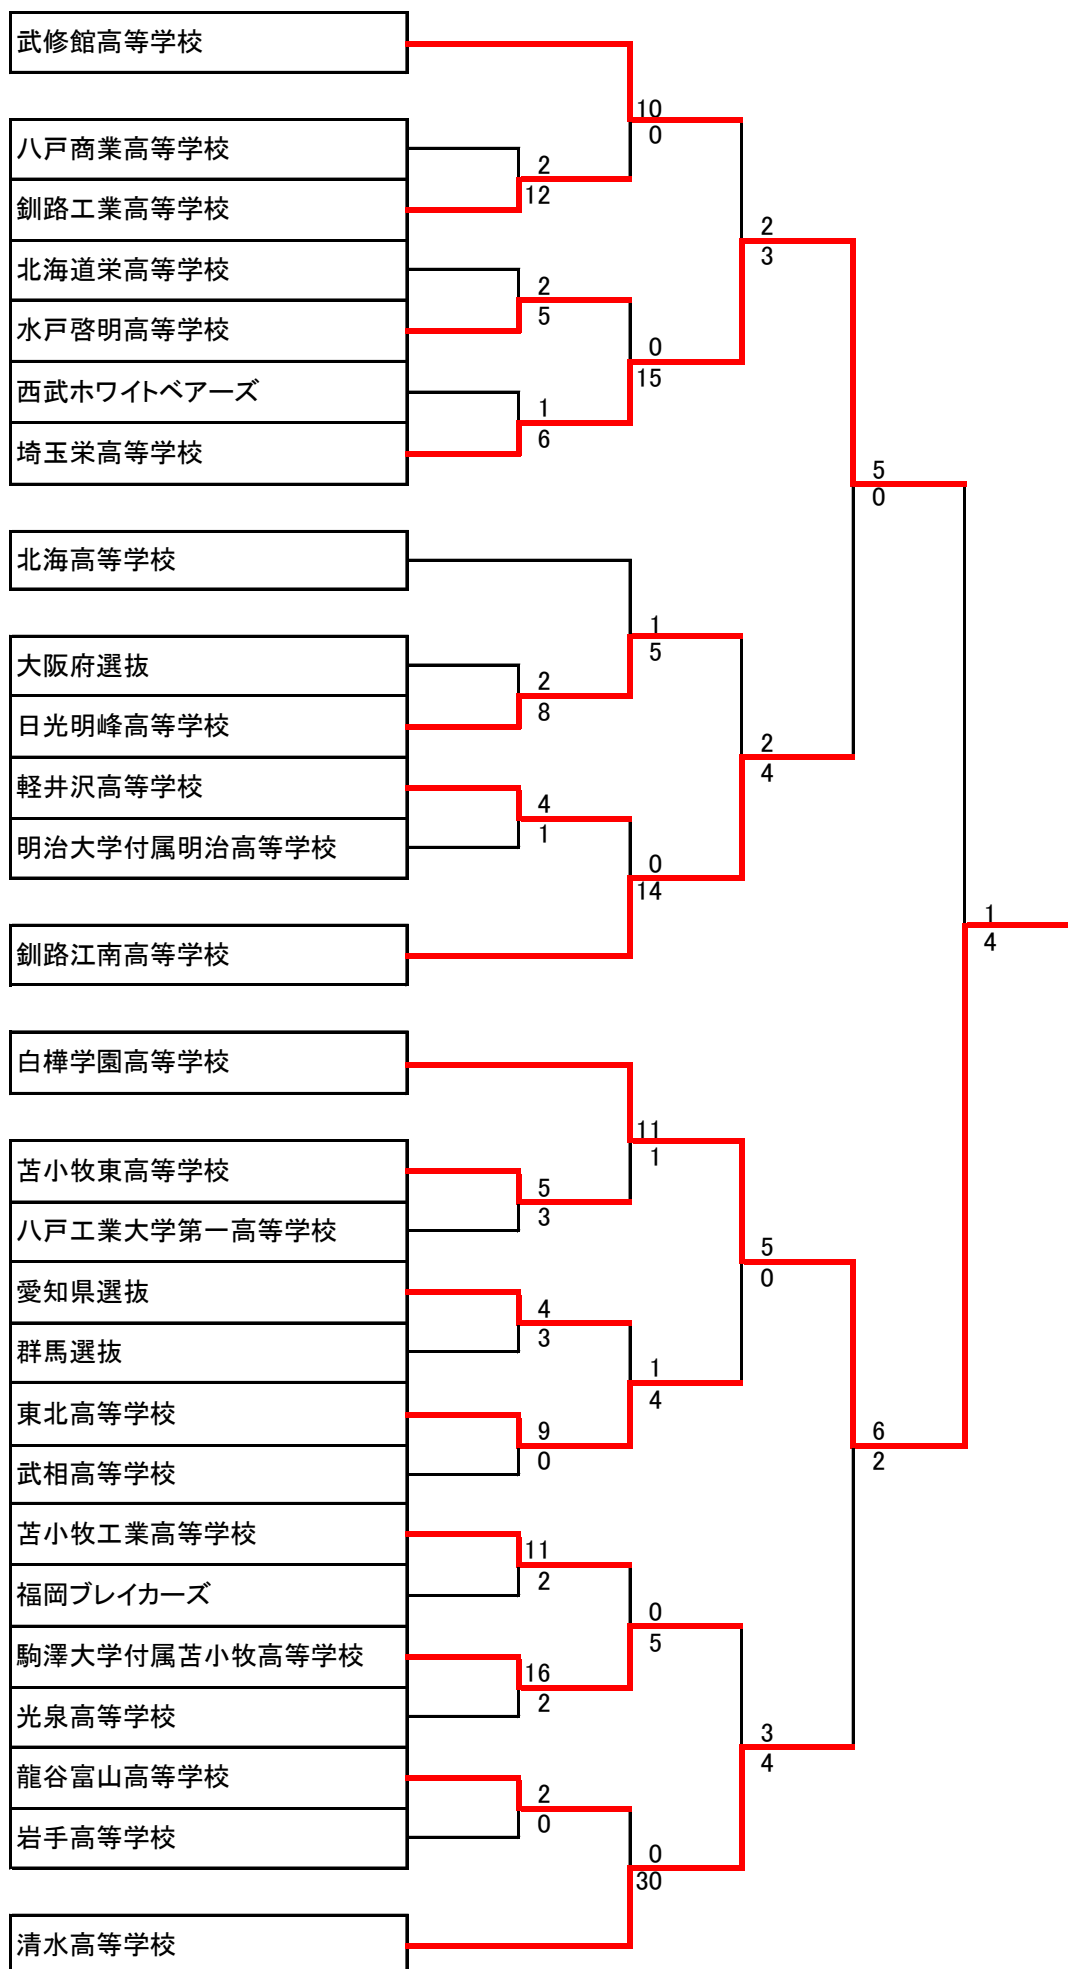 武修館高等学校
10
0
八戸商業高等学校
2
12
釧路工業高等学校
2
3
北海道栄高等学校
2
5
水戸啓明高等学校
0
15
西武ホワイトベアーズ
1
6
埼玉栄高等学校
5
0
北海高等学校
1
5
大阪府選抜
2
8
日光明峰高等学校
2
4
軽井沢高等学校
4
1
明治大学付属明治高等学校
0
14
釧路江南高等学校
1
4
白樺学園高等学校
11
1
苫小牧東高等学校
5
3
八戸工業大学第一高等学校
5
0
愛知県選抜
4
3
群馬選抜
1
4
東北高等学校
9
0
武相高等学校
6
2
苫小牧工業高等学校
11
2
福岡ブレイカーズ
0
5
駒澤大学付属苫小牧高等学校
16
2
光泉高等学校
3
4
龍谷富山高等学校
2
0
岩手高等学校
0
30
清水高等学校